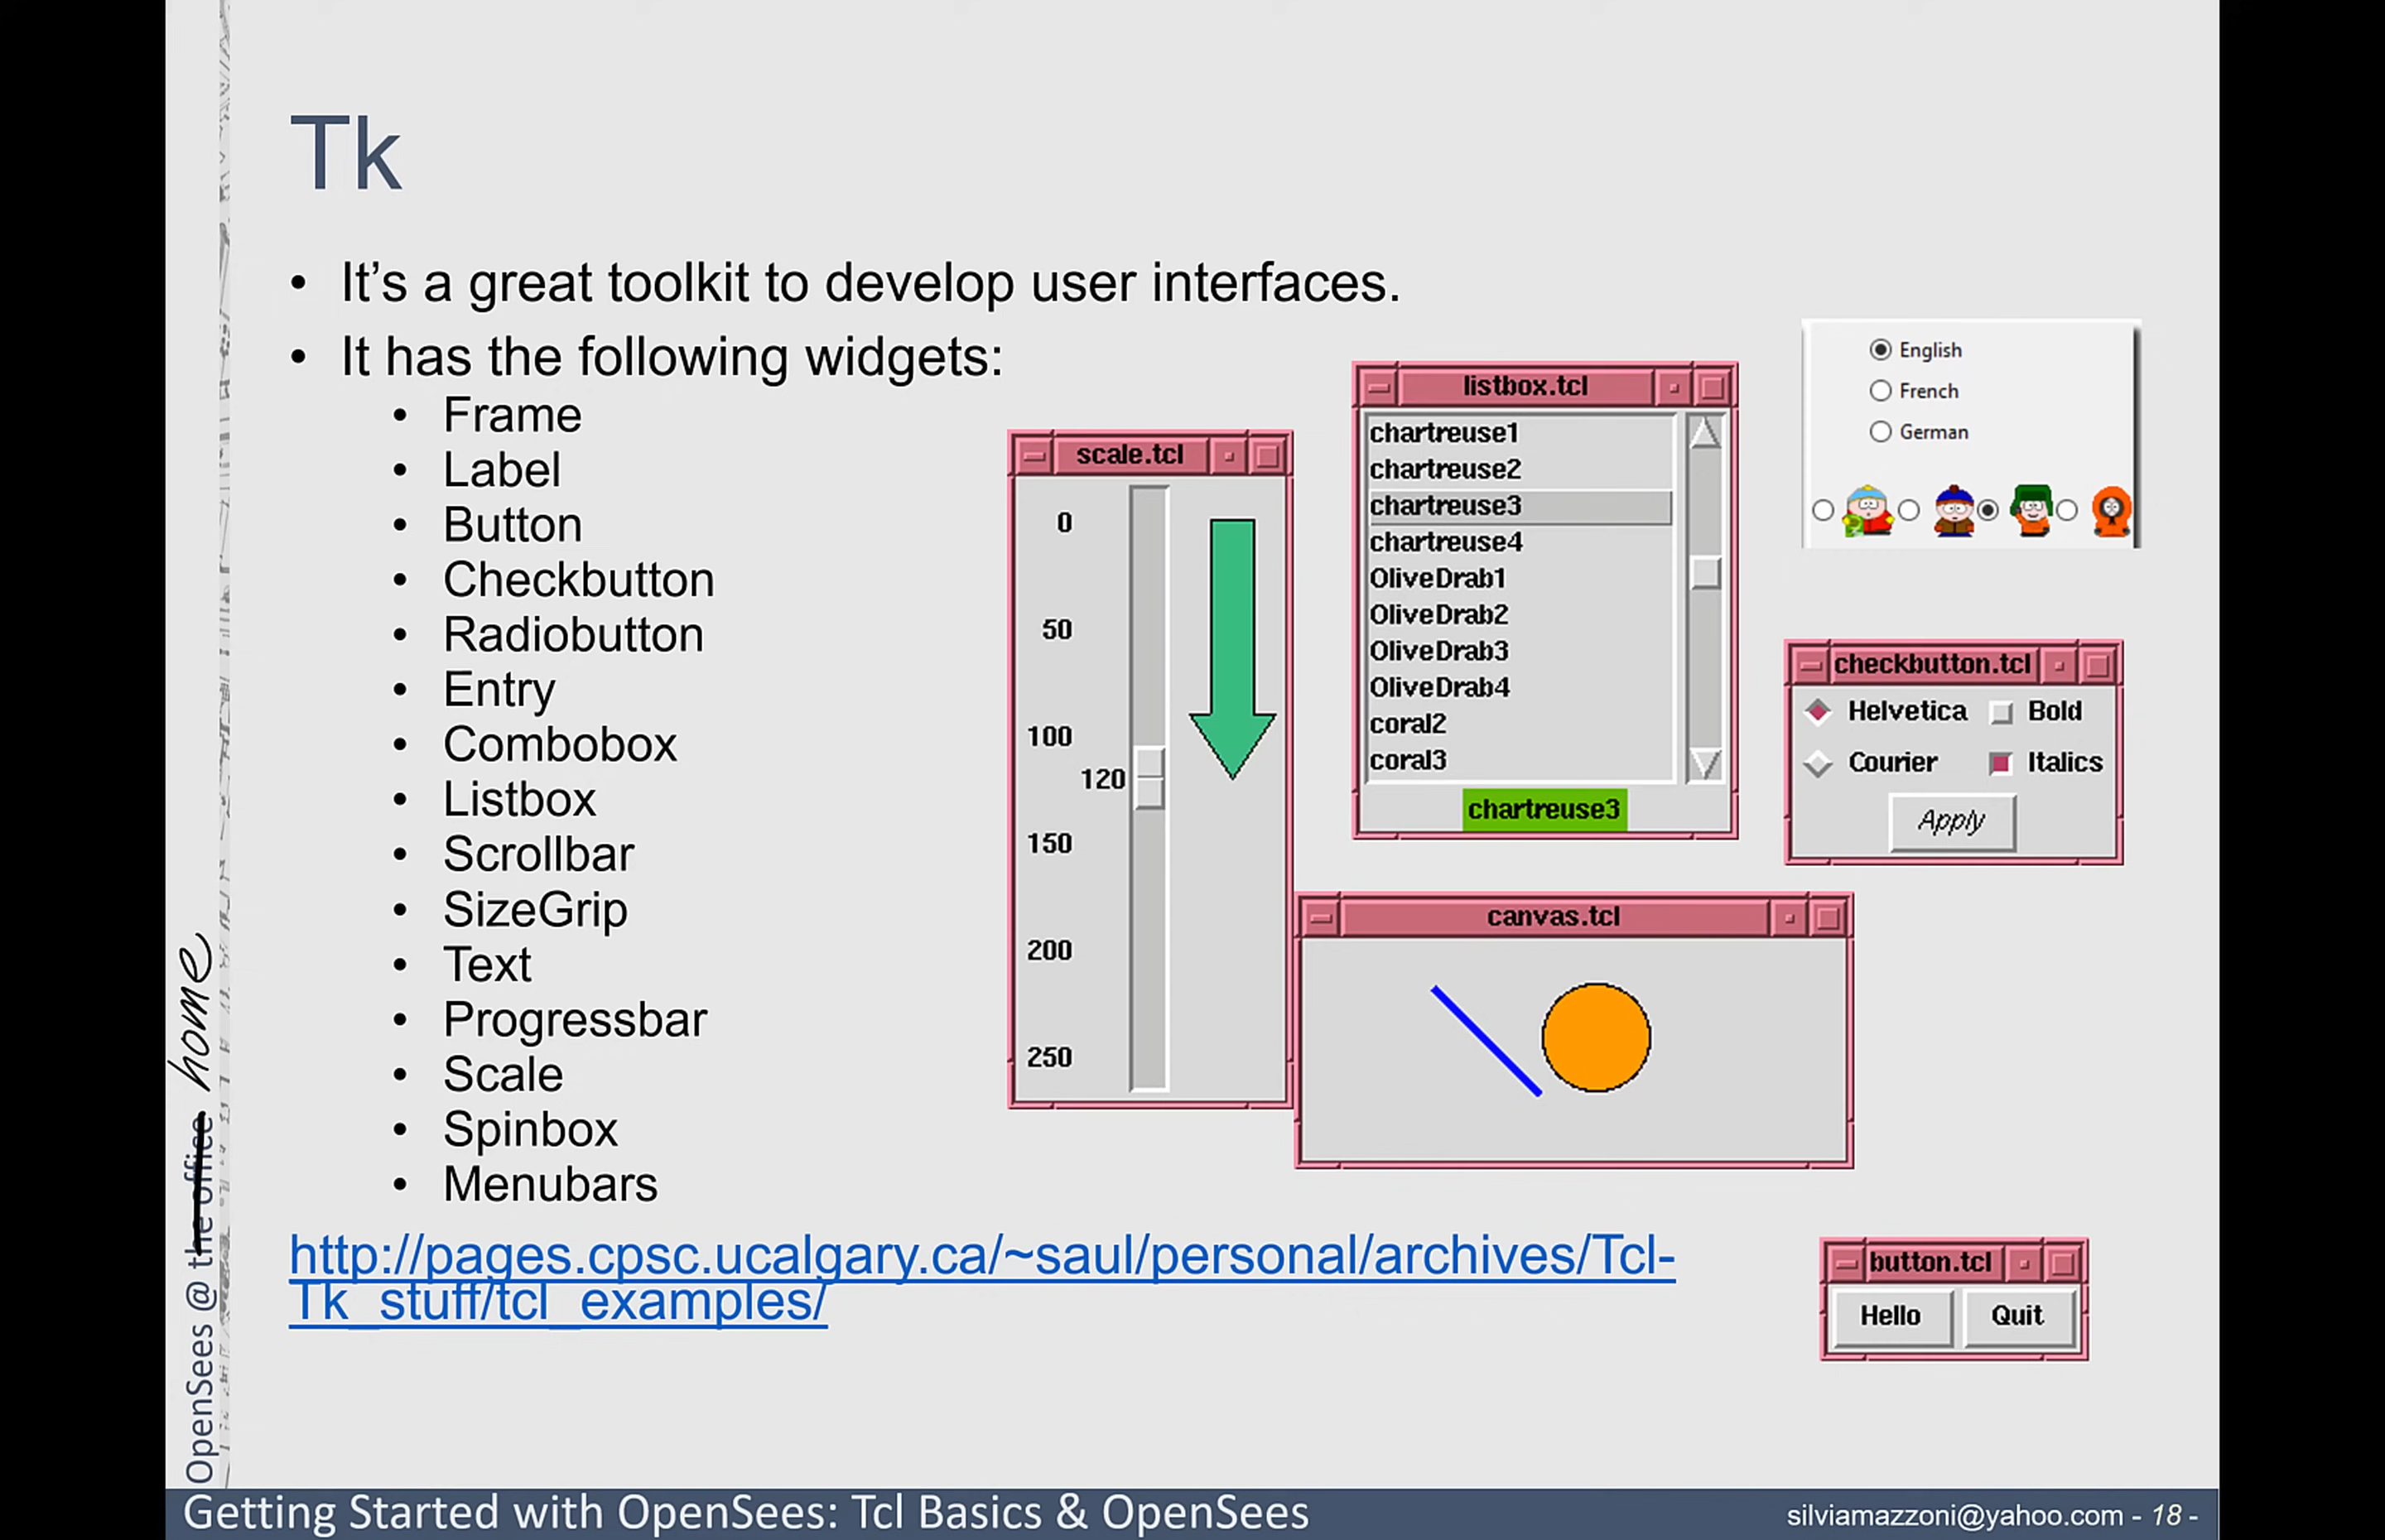 Tk
• It’s a great toolkit to develop user interfaces.
• It has the following widgets:
• Frame
• Label
• Button
• Checkbutton
• Radiobutton
• Entry
• Combobox
• Listbox
• Scrollbar
• SizeGrip
• Text
• Progressbar
• Scale
• Spinbox
• Menubars
http://pages.cpsc.ucalgary.ca/~saul/personal/archives/Tcl-
Tk_stuff/tcl_examples/
scale.tcl
0
50
100
120
150
200
250
listbox.tcl
chartreuse1
chartreuse2
chartreuse3
chartreuse4
OliveDrab1
OliveDrab2
OliveDrab3
OliveDrab4
coral2
coral3
chartreuse3
English
French
German
checkbutton.tcl
Helvetica Bold
Courier Italics
Apply
canvas.tcl
button.tcl
Hello Quit
OpenSees @ the office home
Getting Started with OpenSees: Tcl Basics & OpenSees
silviamazzoni@yahoo.com - 18 -